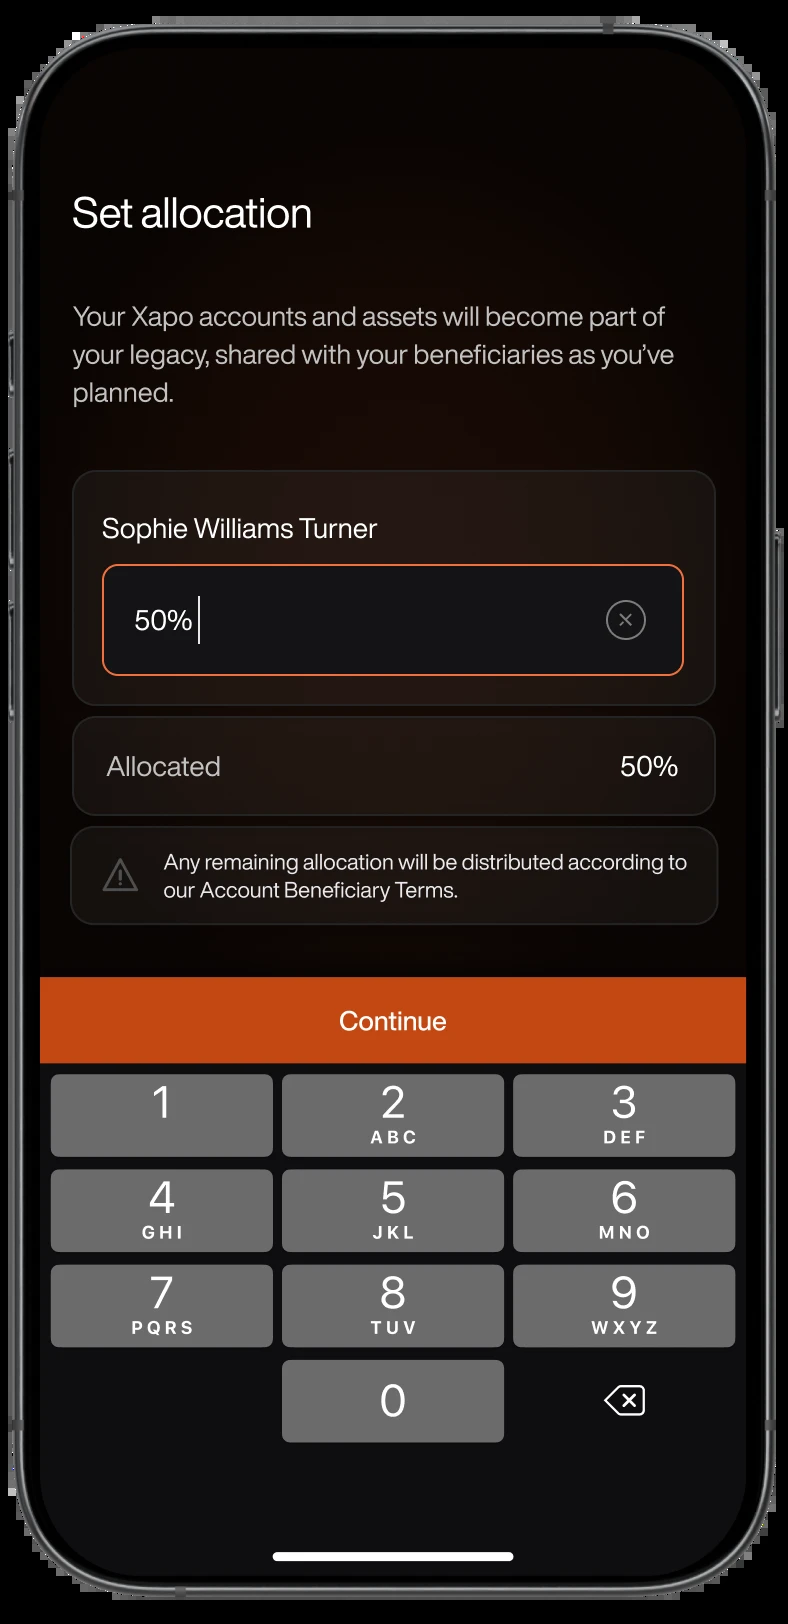 Set allocation
Your Xapo accounts and assets will become part of
your legacy, shared with your beneficiaries as you’ve
planned.
Sophie Williams Turner
50%
Allocated 50%
Any remaining allocation will be distributed according to
our Account Beneficiary Terms.
Continue
1 2 3
ABC DEF
4 5 6
GHI JKL MNO
7 8 9
PQRS TUV WXYZ
0